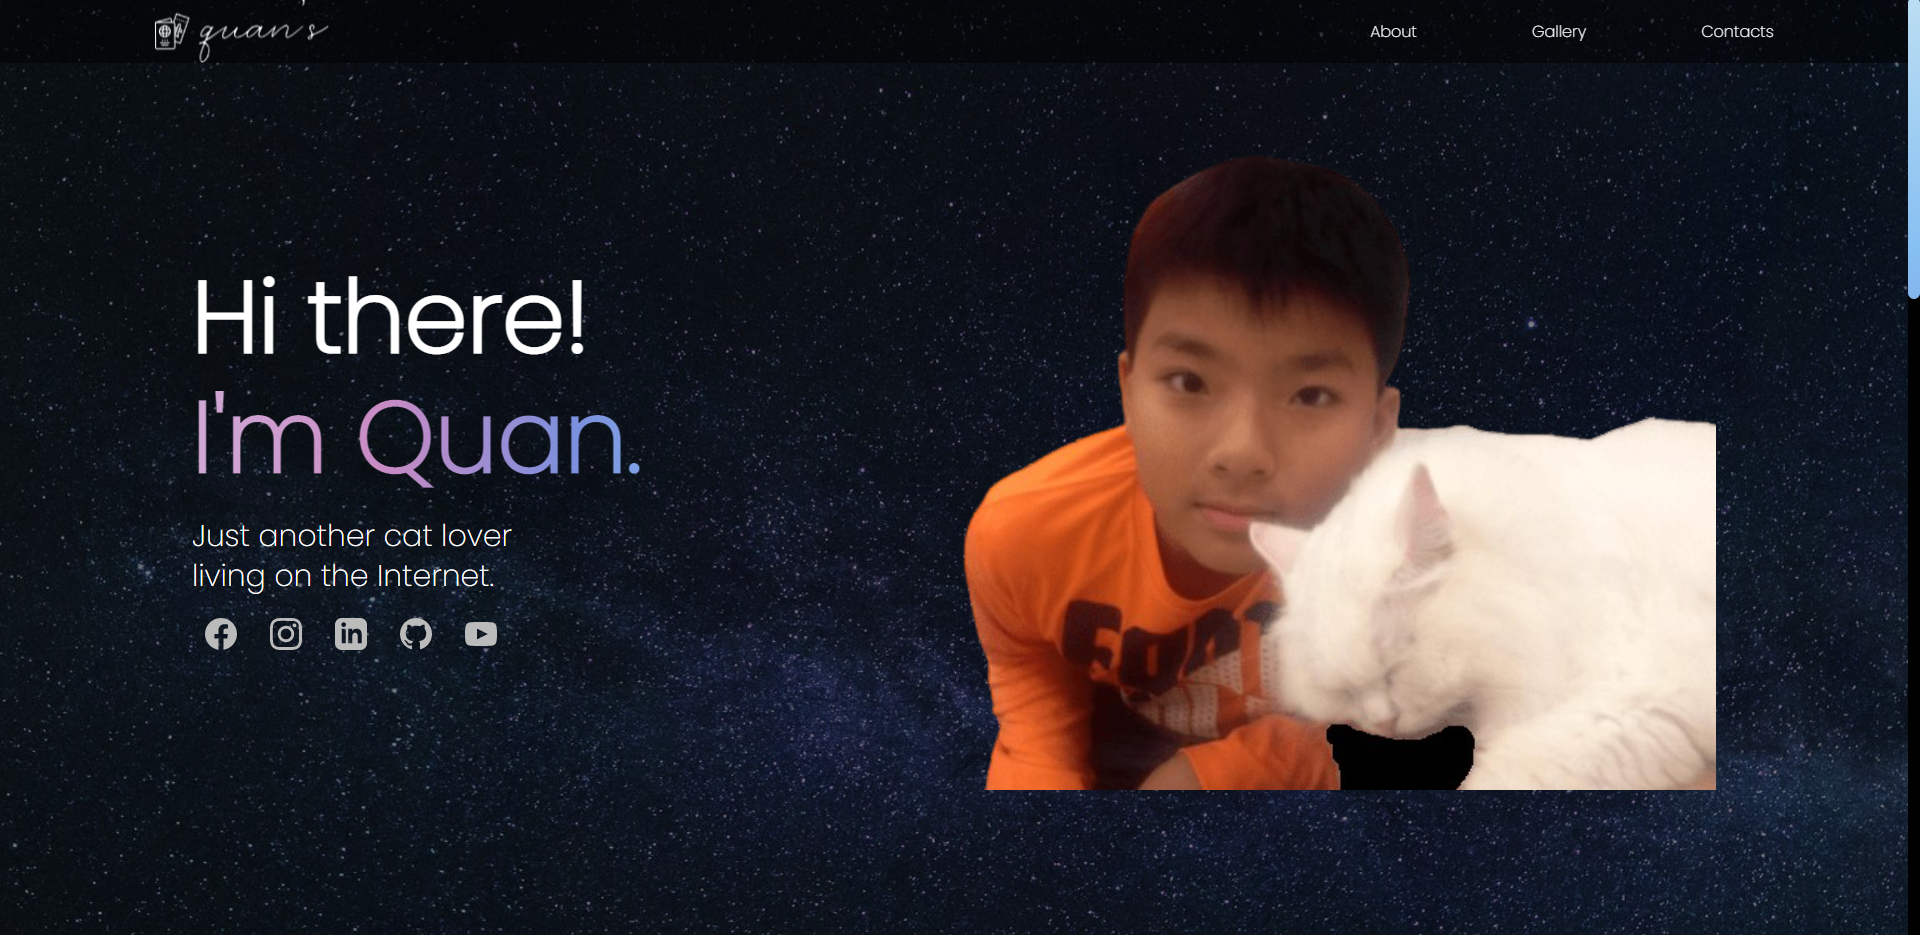 quan's
About
Gallery
Contacts
Hi there!
I'm Quan.
Just another cat lover
living on the Internet.